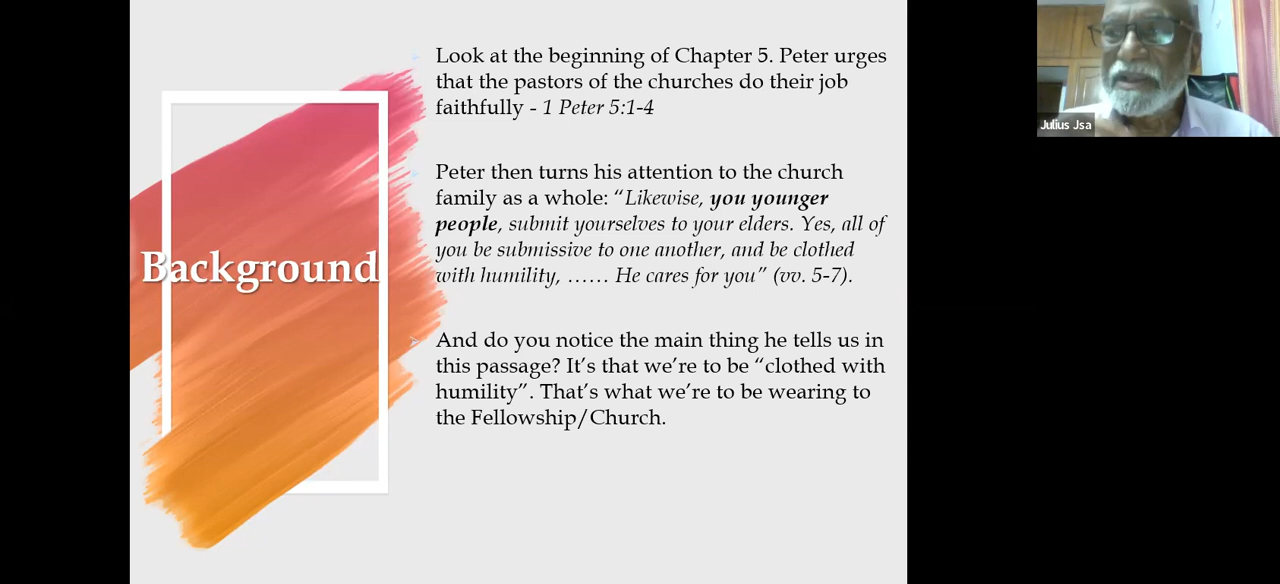 Background
Look at the beginning of Chapter 5. Peter urges
that the pastors of the churches do their job
faithfully - 1 Peter 5:1-4
Peter then turns his attention to the church
family as a whole: “Likewise, you younger
people, submit yourselves to your elders. Yes, all of
you be submissive to one another, and be clothed
with humility, …… He cares for you” (vv. 5-7).
And do you notice the main thing he tells us in
this passage? It’s that we’re to be “clothed with
humility”. That’s what we’re to be wearing to
the Fellowship/Church.
Julius Jsa